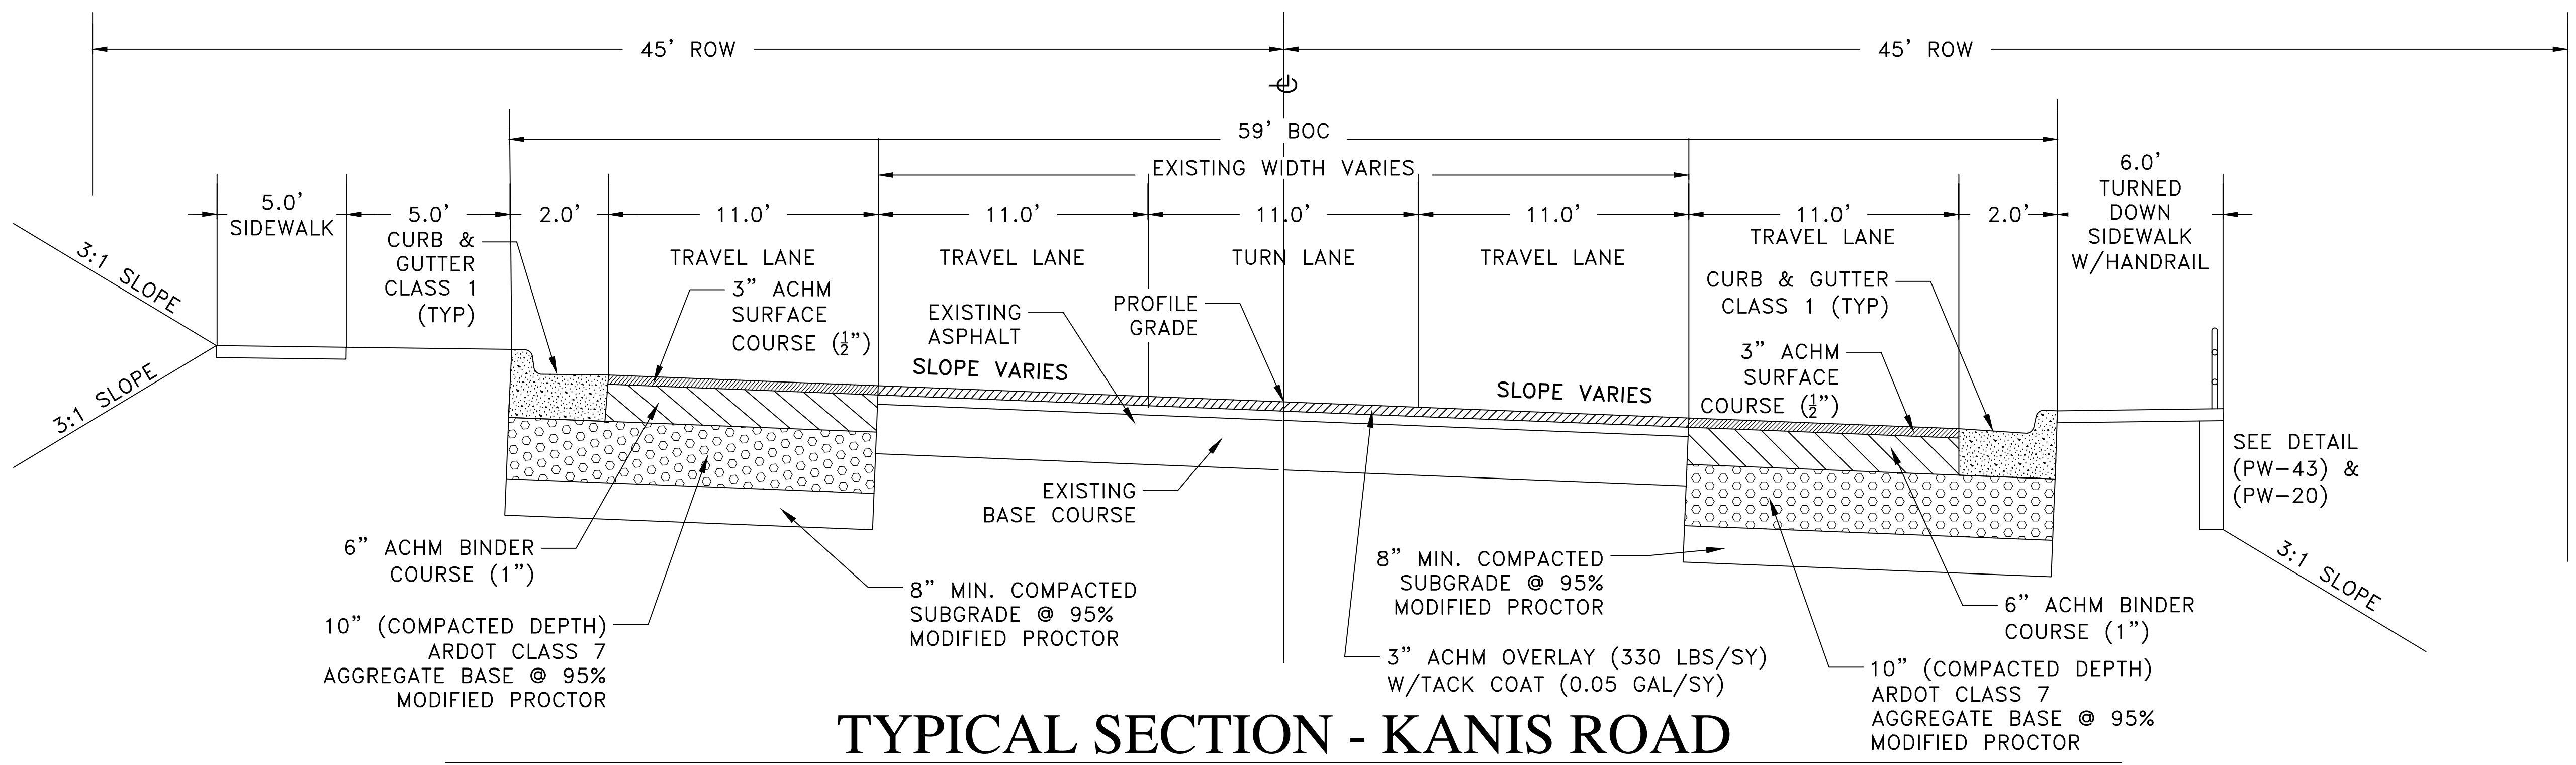 45' ROW
45' ROW
℄
59' BOC
EXISTING WIDTH VARIES
5.0'
SIDEWALK
5.0'
2.0'
11.0'
11.0'
11.0'
11.0'
11.0'
2.0'
6.0'
TURNED
DOWN
SIDEWALK
W/HANDRAIL
TRAVEL LANE
TRAVEL LANE
TURN LANE
TRAVEL LANE
TRAVEL LANE
3:1 SLOPE
3:1 SLOPE
CURB &
GUTTER
CLASS 1
(TYP)
3" ACHM
SURFACE
COURSE (½")
EXISTING
ASPHALT
PROFILE
GRADE
SLOPE VARIES
SLOPE VARIES
CURB & GUTTER
CLASS 1 (TYP)
3" ACHM
SURFACE
COURSE (½")
SEE DETAIL
(PW-43) &
(PW-20)
3:1 SLOPE
EXISTING
BASE COURSE
6" ACHM BINDER
COURSE (1")
10" (COMPACTED DEPTH)
ARDOT CLASS 7
AGGREGATE BASE @ 95%
MODIFIED PROCTOR
8" MIN. COMPACTED
SUBGRADE @ 95%
MODIFIED PROCTOR
8" MIN. COMPACTED
SUBGRADE @ 95%
MODIFIED PROCTOR
3" ACHM OVERLAY (330 LBS/SY)
W/TACK COAT (0.05 GAL/SY)
6" ACHM BINDER
COURSE (1")
10" (COMPACTED DEPTH)
ARDOT CLASS 7
AGGREGATE BASE @ 95%
MODIFIED PROCTOR
TYPICAL SECTION - KANIS ROAD